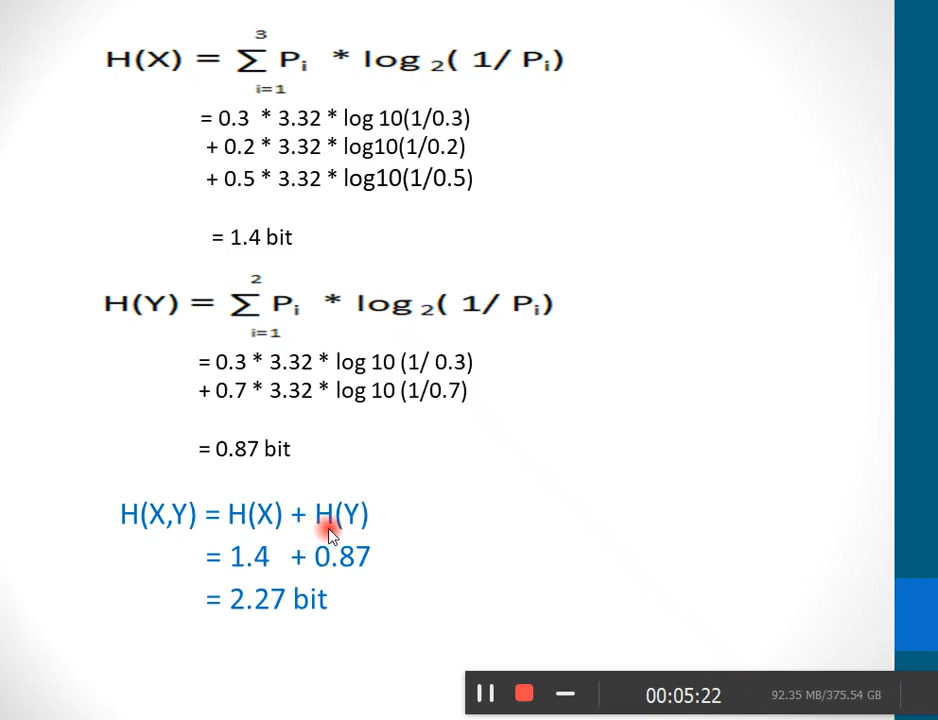 3
H(X) = ∑ Pi * log 2( 1/ Pi)
i=1
= 0.3 * 3.32 * log 10(1/0.3)
+ 0.2 * 3.32 * log10(1/0.2)
+ 0.5 * 3.32 * log10(1/0.5)
= 1.4 bit
2
H(Y) = ∑ Pi * log 2( 1/ Pi)
i=1
= 0.3 * 3.32 * log 10 (1/ 0.3)
+ 0.7 * 3.32 * log 10 (1/0.7)
= 0.87 bit
H(X,Y) = H(X) + H(Y)
= 1.4 + 0.87
= 2.27 bit
00:05:22 92.35 MB/375.54 GB